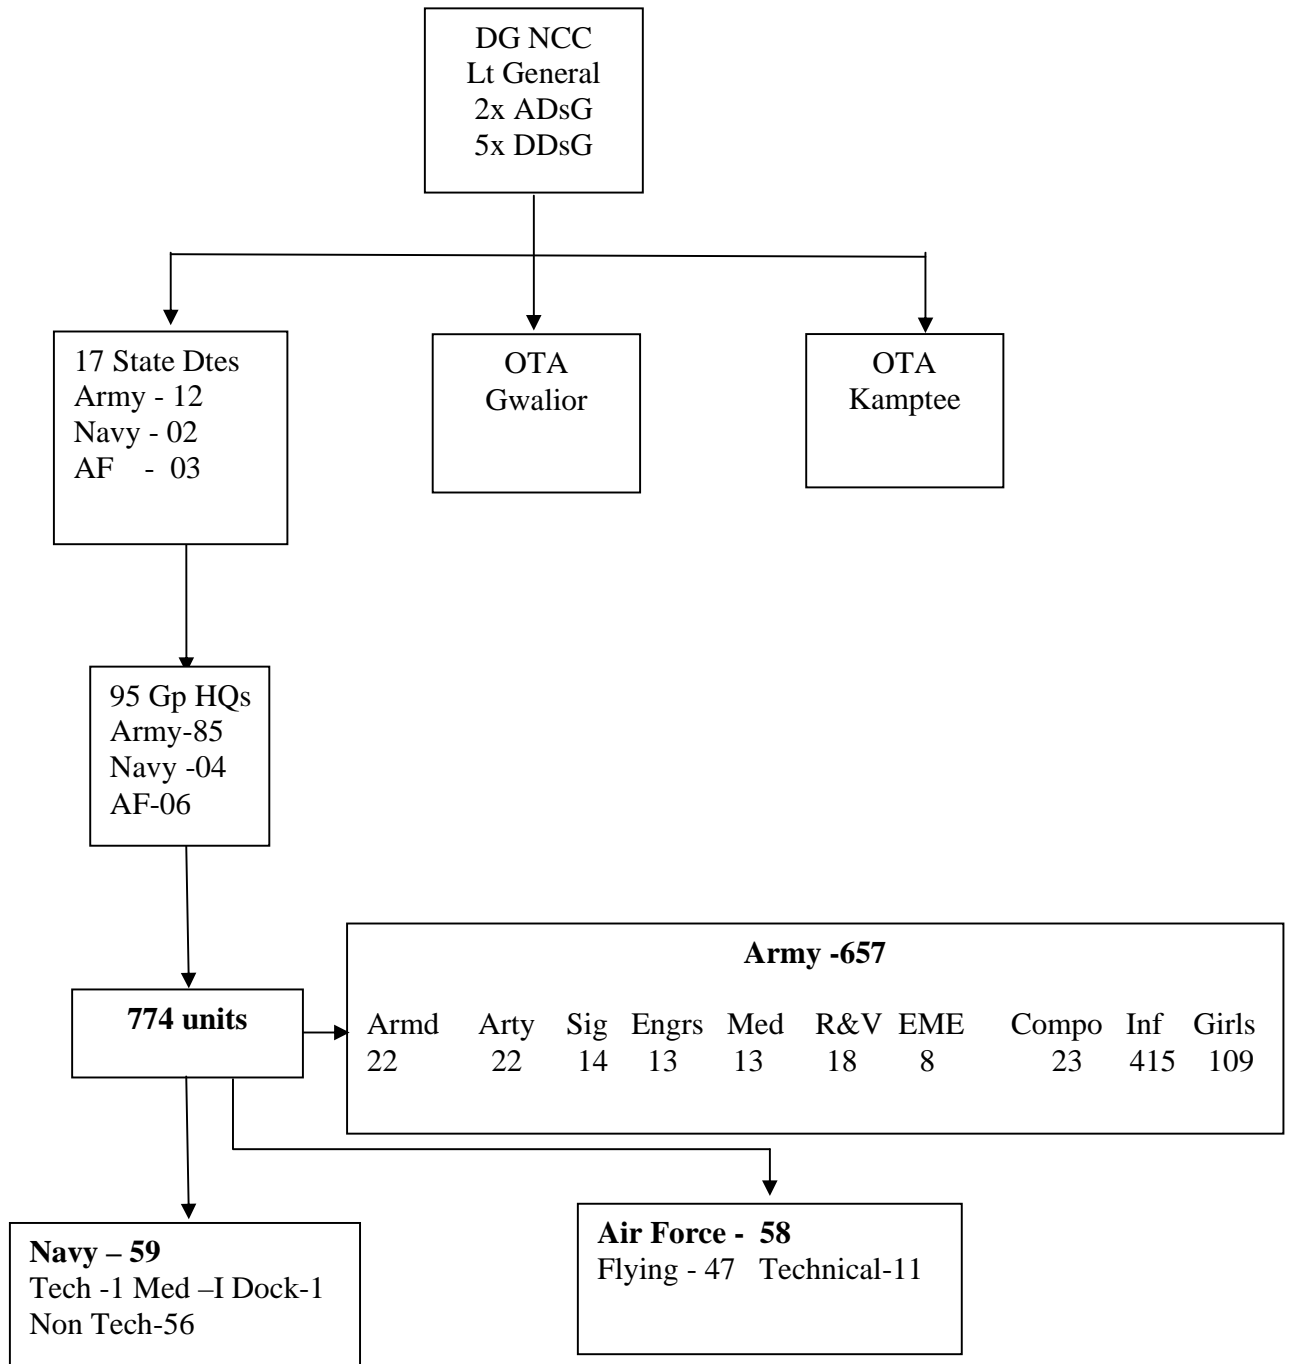 DG NCC
Lt General
2x ADsG
5x DDsG
17 State Dtes
Army - 12
Navy - 02
AF - 03
OTA
Gwalior
OTA
Kamptee
95 Gp HQs
Army-85
Navy -04
AF-06
774 units
Army -657
Armd Arty Sig Engrs Med R&V EME Compo Inf Girls
22 22 14 13 13 18 8 23 415 109
Navy – 59
Tech -1 Med –I Dock-1
Non Tech-56
Air Force - 58
Flying - 47 Technical-11